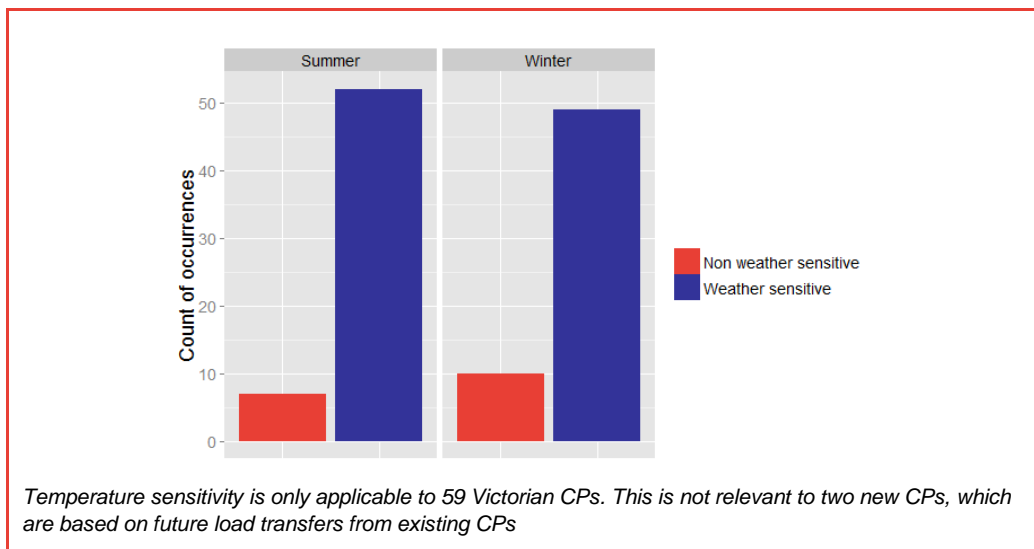 Summer Winter
Count of occurrences
50
40
30
20
10
0
Non weather sensitive
Weather sensitive
Temperature sensitivity is only applicable to 59 Victorian CPs. This is not relevant to two new CPs, which
are based on future load transfers from existing CPs